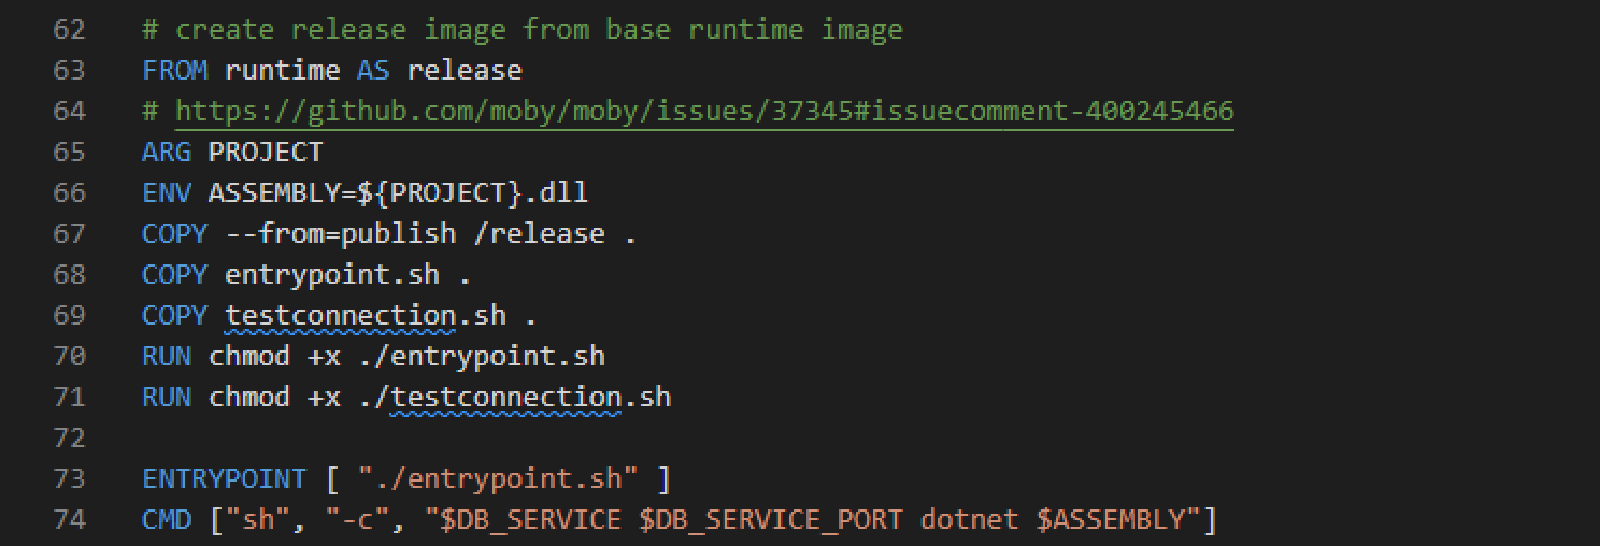 62 # create release image from base runtime image
63 FROM runtime AS release
64 # https://github.com/moby/moby/issues/37345#issuecomment-400245466
65 ARG PROJECT
66 ENV ASSEMBLY=${PROJECT}.dll
67 COPY --from=publish /release .
68 COPY entrypoint.sh .
69 COPY testconnection.sh .
70 RUN chmod +x ./entrypoint.sh
71 RUN chmod +x ./testconnection.sh
72
73 ENTRYPOINT [ "./entrypoint.sh" ]
74 CMD ["sh", "-c", "$DB_SERVICE $DB_SERVICE_PORT dotnet $ASSEMBLY"]